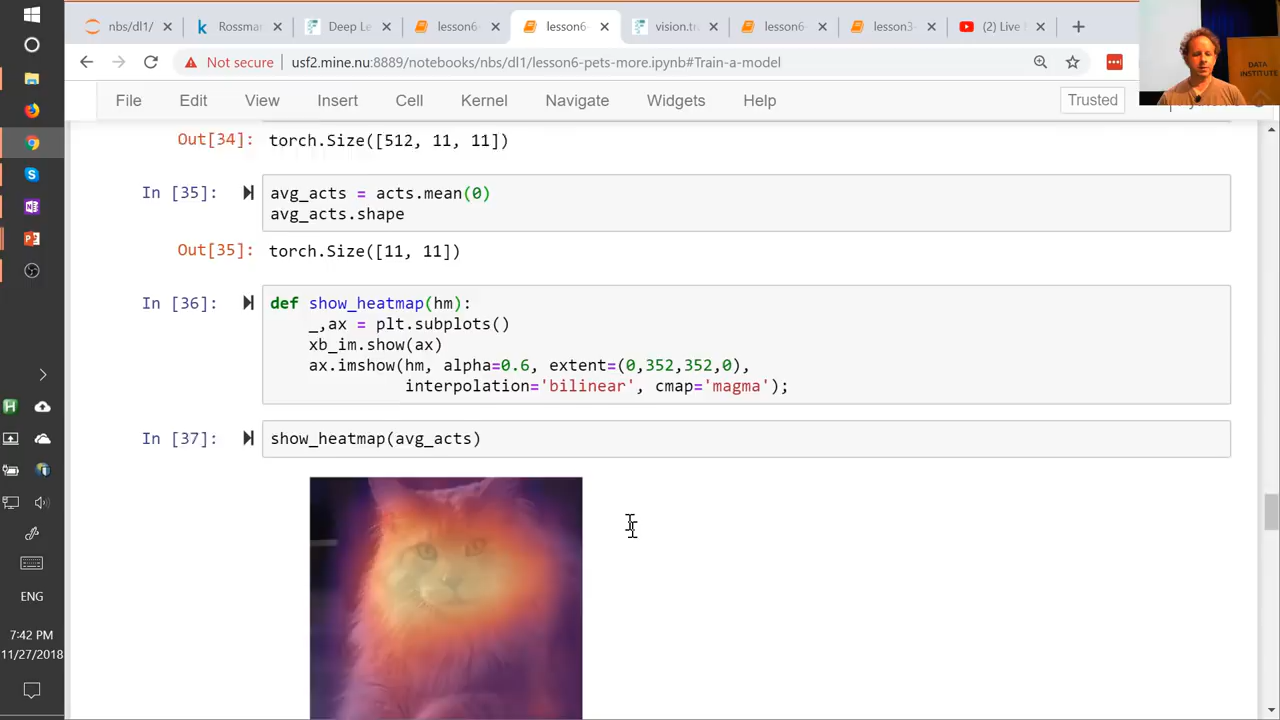 nbs/dl1/
Rossmar
Deep Le
lesson6-
lesson6-
vision.tra
lesson6-
lesson3-
(2) Live
Not secure
usf2.mine.nu:8889/notebooks/nbs/dl1/lesson6-pets-more.ipynb#Train-a-model
DATA
INSTITUTE
File Edit View Insert Cell Kernel Navigate Widgets Help
Trusted
Out[34]: torch.Size([512, 11, 11])
In [35]: avg_acts = acts.mean(0)
avg_acts.shape
Out[35]: torch.Size([11, 11])
In [36]: def show_heatmap(hm):
_,ax = plt.subplots()
xb_im.show(ax)
ax.imshow(hm, alpha=0.6, extent=(0,352,352,0),
interpolation='bilinear', cmap='magma');
In [37]: show_heatmap(avg_acts)
ENG
7:42 PM
11/27/2018